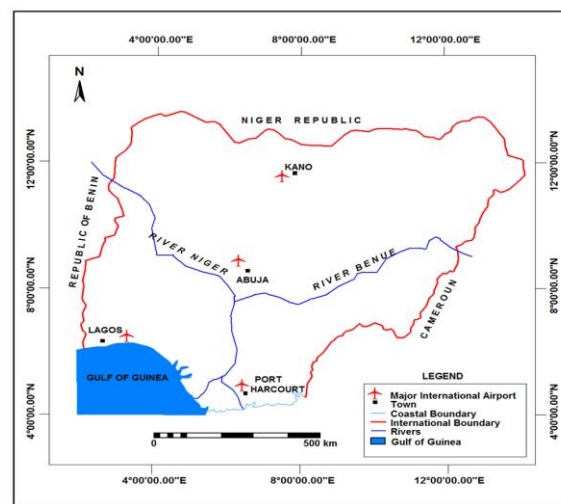 4°00'00.00"E
8°00'00.00"E
12°00'00.00"E
N
NIGER REPUBLIC
12°00'00.00"N
12°00'00.00"N
KANO
REPUBLIC OF BENIN
RIVER NIGER
RIVER BENUE
ABUJA
8°00'00.00"N
8°00'00.00"N
CAMEROUN
LAGOS
GULF OF GUINEA
PORT
HARCOURT
LEGEND
Major International Airport
Town
Coastal Boundary
International Boundary
Rivers
Gulf of Guinea
4°00'00.00"N
4°00'00.00"N
0
500 km
4°00'00.00"E
8°00'00.00"E
12°00'00.00"E